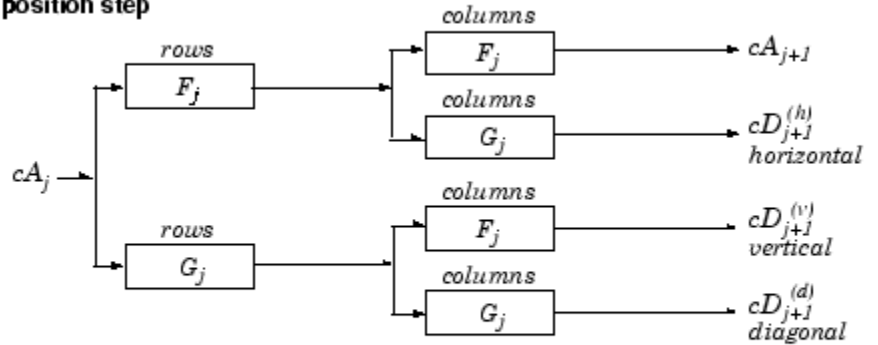 position step
columns
rows
F_j
cA_{j+1}
F_j
columns
G_j
cD_{j+1}^{(h)}
horizontal
cA_j
columns
rows
F_j
cD_{j+1}^{(v)}
vertical
G_j
columns
G_j
cD_{j+1}^{(d)}
diagonal